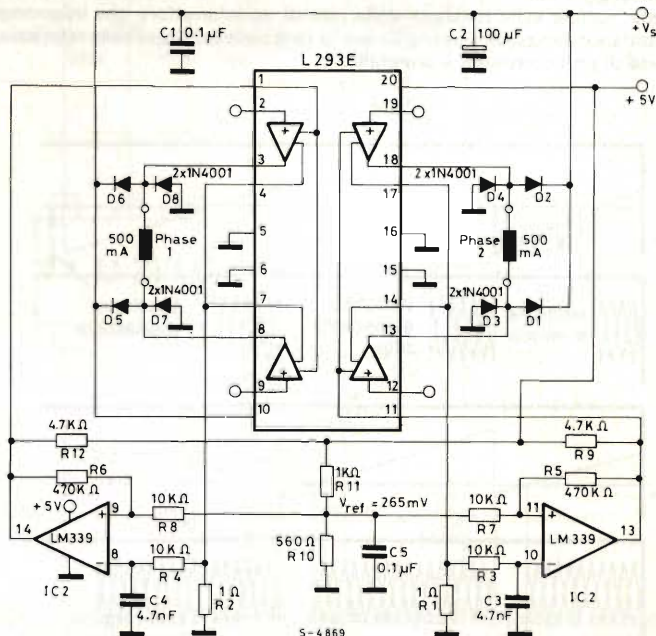 C1 0.1 µF
C2 100 µF
+Vs
L293E
+ 5V
1
20
2
19
3
18
4
17
2x1N4001
2x1N4001
D6
D8
D4
D2
5
16
500 mA
Phase 1
Phase 2
500 mA
6
15
2x1N4001
2x1N4001
7
14
D5
D7
D3
D1
8
13
9
12
10
11
4.7KΩ
R12
4.7KΩ
R9
R6
470KΩ
1KΩ
R11
R5
470KΩ
+5V
9
10KΩ
R8
Vref = 265mV
10KΩ
R7
11
14
LM339
560Ω
R10
LM339
13
8
10KΩ
R4
C5
0.1µF
10KΩ
R3
10
IC2
C4
4.7nF
1Ω
R2
1Ω
R1
C3
4.7nF
IC2
S-4869